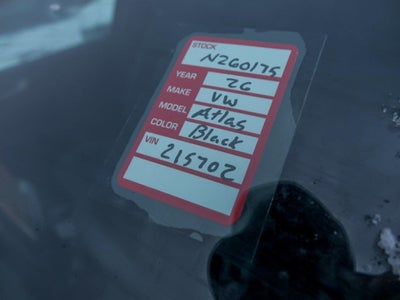 STOCK
N260175
YEAR 26
MAKE VW
MODEL Atlas
COLOR Black
VIN 215702